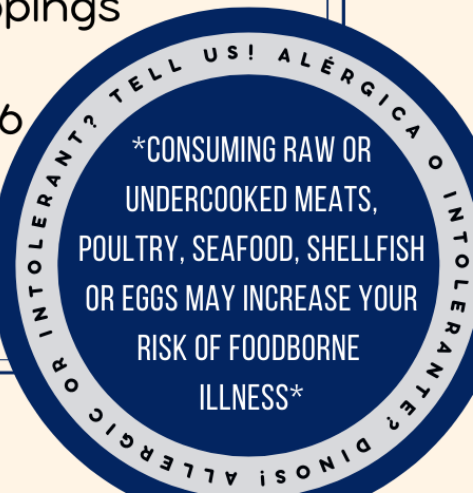 6
*CONSUMING RAW OR
UNDERCOOKED MEATS,
POULTRY, SEAFOOD, SHELLFISH
OR EGGS MAY INCREASE YOUR
RISK OF FOODBORNE
ILLNESS*
ALLERGIC OR INTOLERANT? TELL US! ALÉRGICA O INTOLERANTE? DINOS!